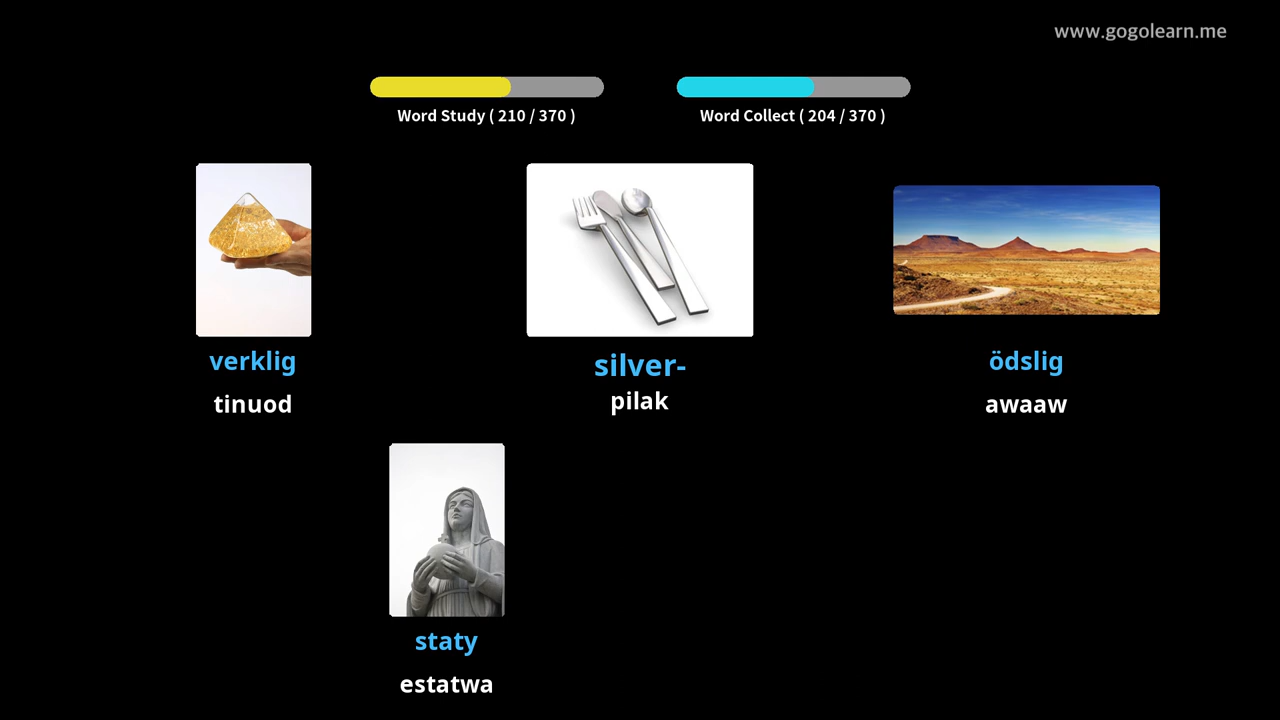 www.gogolearn.me
Word Study ( 210 / 370 )
Word Collect ( 204 / 370 )
verklig
tinuod
silver-
pilak
ödslig
awaaw
staty
estatwa